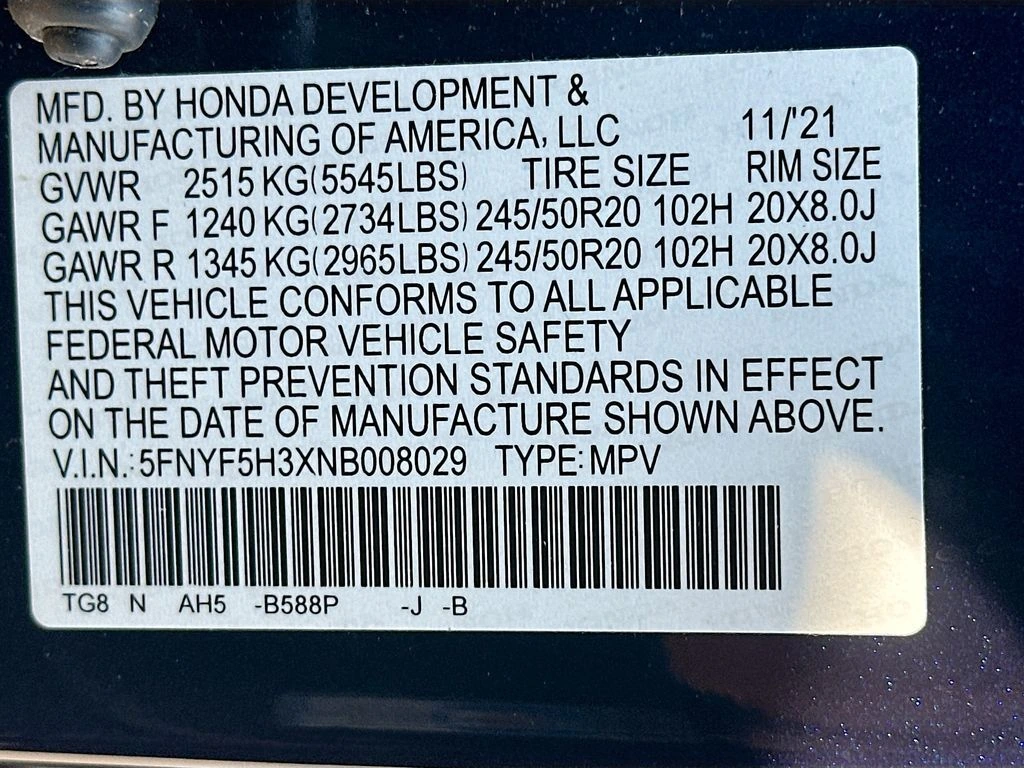 MFD. BY HONDA DEVELOPMENT &
MANUFACTURING OF AMERICA, LLC 11/'21
GVWR 2515 KG(5545LBS) TIRE SIZE RIM SIZE
GAWR F 1240 KG(2734LBS) 245/50R20 102H 20X8.0J
GAWR R 1345 KG(2965LBS) 245/50R20 102H 20X8.0J
THIS VEHICLE CONFORMS TO ALL APPLICABLE
FEDERAL MOTOR VEHICLE SAFETY
AND THEFT PREVENTION STANDARDS IN EFFECT
ON THE DATE OF MANUFACTURE SHOWN ABOVE.
V.I.N.: 5FNYF5H3XNB008029 TYPE: MPV
TG8 N AH5 -B588P -J -B